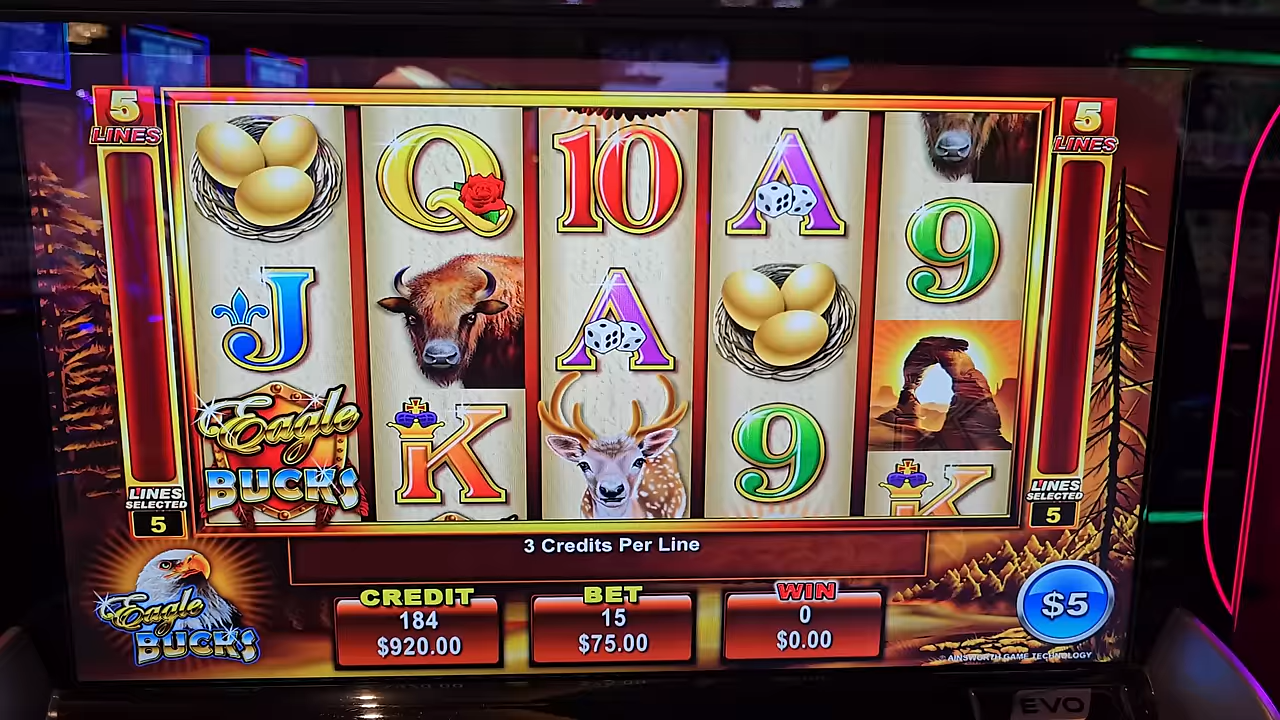 5
LINES
5
LINES
Q
10
A
9
J
A
Eagle
BUCKS
K
9
K
LINES
SELECTED
5
LINES
SELECTED
5
3 Credits Per Line
Eagle
BUCKS
CREDIT
184
$920.00
BET
15
$75.00
WIN
0
$0.00
$5
© AINSWORTH GAME TECHNOLOGY
EVO